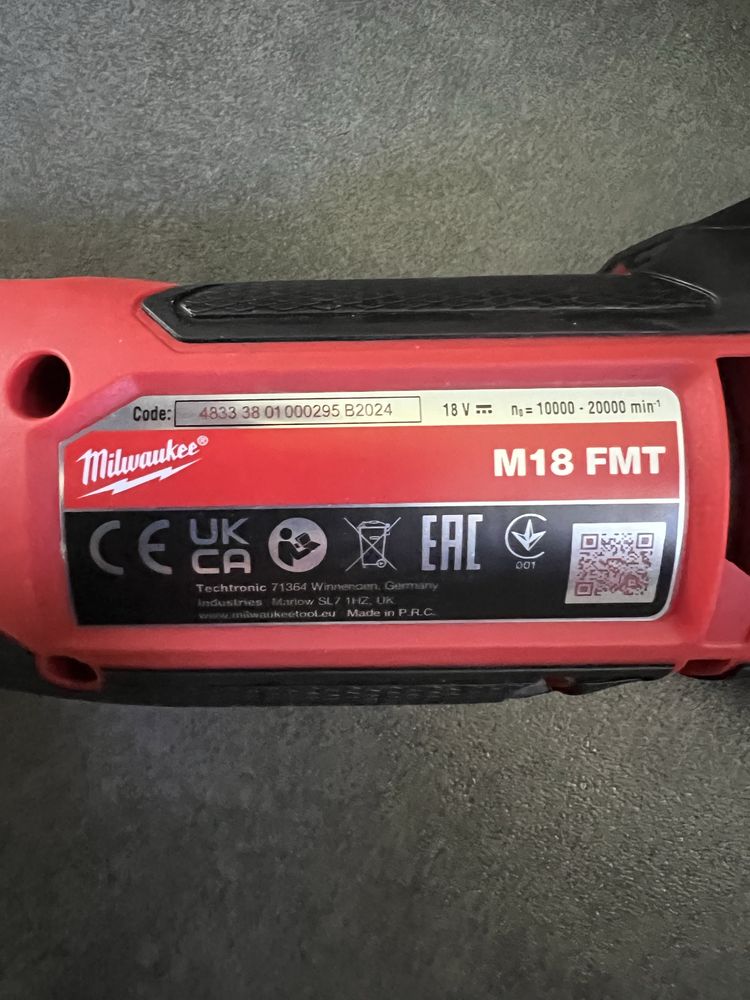 Code: 4833 38 01 000295 B2024 18 V n₀ = 10000 - 20000 min⁻¹
Milwaukee®
M18 FMT
CE UK CA EAC 001
Techtronic 71364 Winnenden, Germany
Industries Marlow SL7 1HZ, UK
www.milwaukeetool.eu Made in P.R.C.